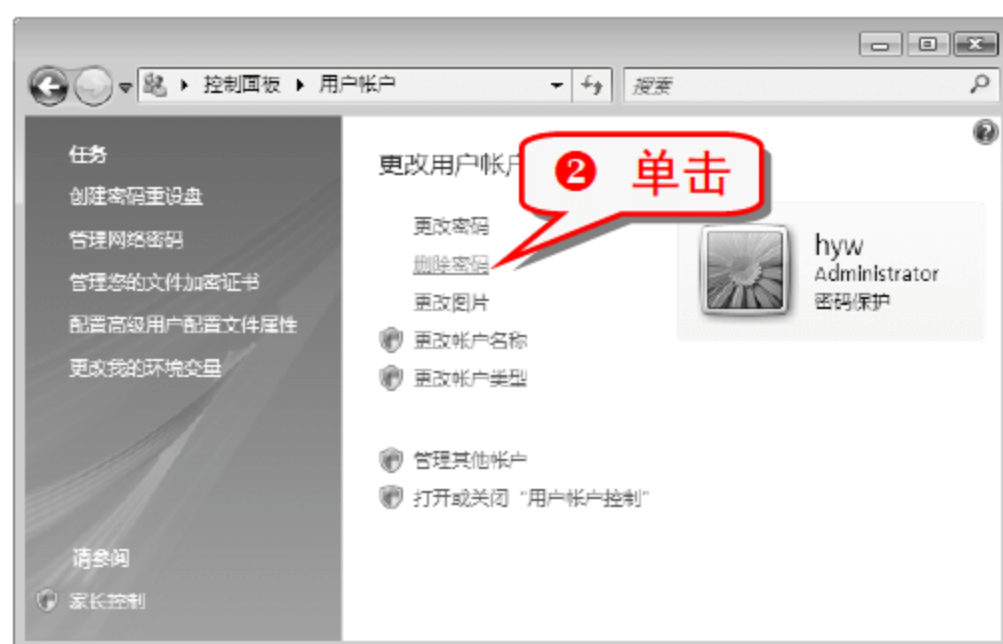 控制面板 用户帐户
搜索
任务
创建密码重设盘
管理网络密码
管理您的文件加密证书
配置高级用户配置文件属性
更改我的环境变量
请参阅
家长控制
更改用户帐户
❷ 单击
更改密码
删除密码
更改图片
更改帐户名称
更改帐户类型
管理其他帐户
打开或关闭“用户帐户控制”
hyw
Administrator
密码保护